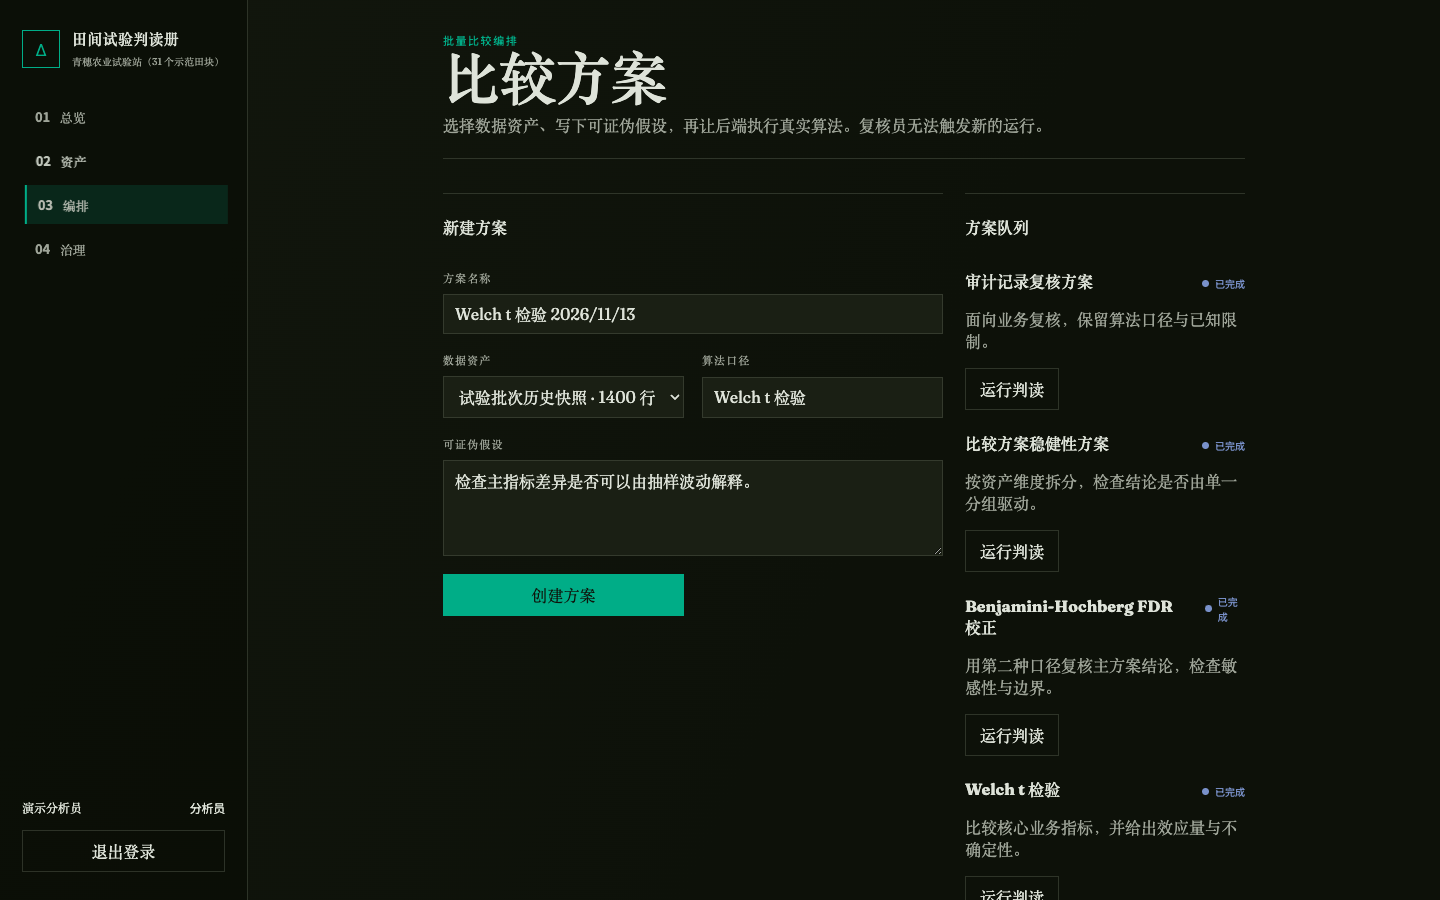 Δ
田间试验判读册
青穗农业试验站（31 个示范田块）
01 总览
02 资产
03 编排
04 治理
演示分析员 分析员
退出登录
批量比较编排
比较方案
选择数据资产、写下可证伪假设，再让后端执行真实算法。复核员无法触发新的运行。
新建方案
方案名称
Welch t 检验 2026/11/13
数据资产 算法口径
试验批次历史快照 · 1400 行 Welch t 检验
可证伪假设
检查主指标差异是否可以由抽样波动解释。
创建方案
方案队列
审计记录复核方案 已完成
面向业务复核，保留算法口径与已知限
制。
运行判读
比较方案稳健性方案 已完成
按资产维度拆分，检查结论是否由单一
分组驱动。
运行判读
Benjamini-Hochberg FDR
校正
已完
成
用第二种口径复核主方案结论，检查敏
感性与边界。
运行判读
Welch t 检验 已完成
比较核心业务指标，并给出效应量与不
确定性。
运行判读